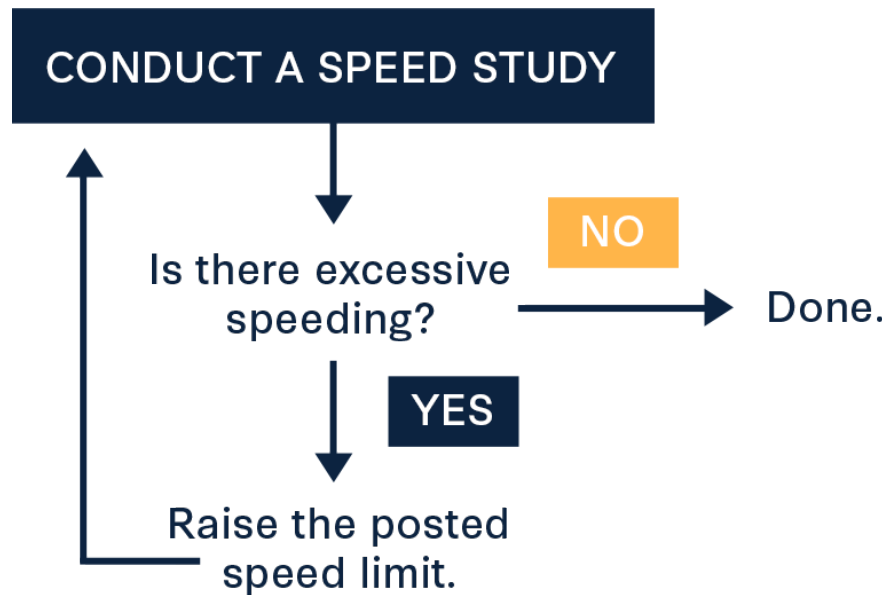 CONDUCT A SPEED STUDY
NO
Is there excessive
speeding?
Done.
YES
Raise the posted
speed limit.